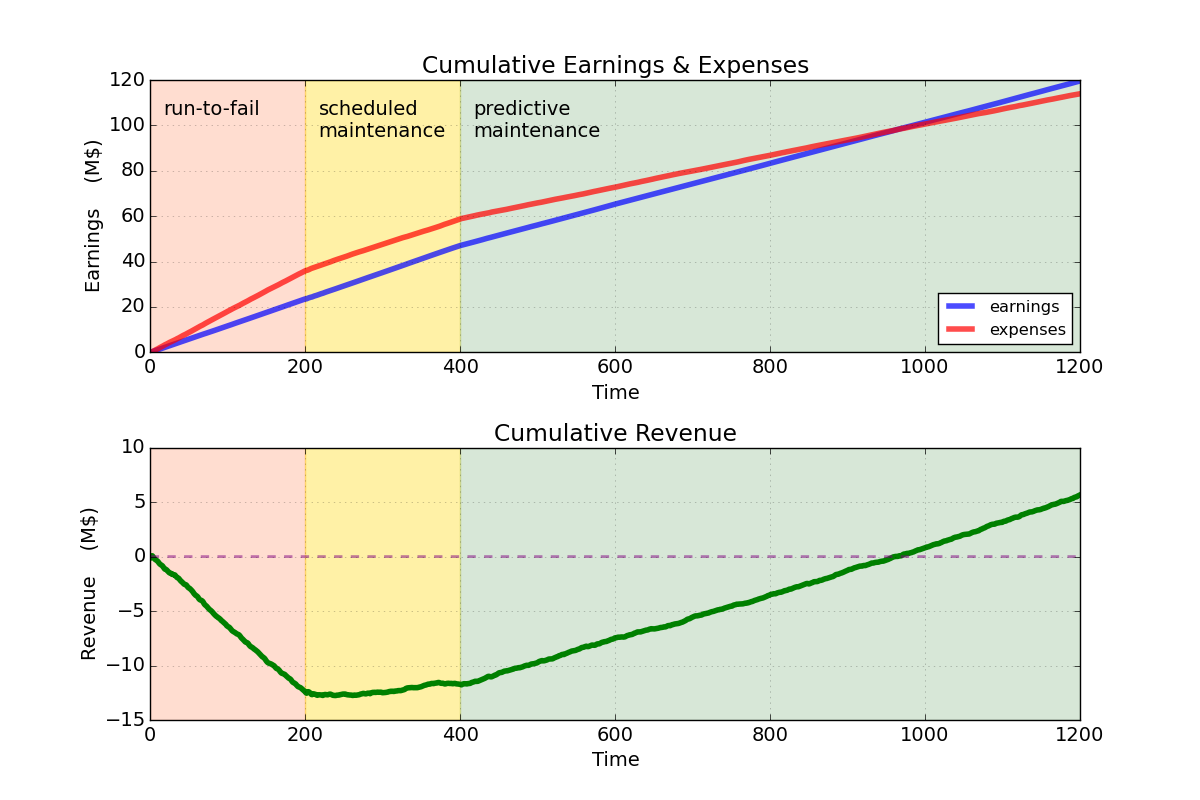 Cumulative Earnings & Expenses
120
100
80
60
40
20
0
Earnings (M$)
run-to-fail
scheduled
maintenance
predictive
maintenance
earnings
expenses
0 200 400 600 800 1000 1200
Time
Cumulative Revenue
10
5
0
−5
−10
−15
Revenue (M$)
0 200 400 600 800 1000 1200
Time